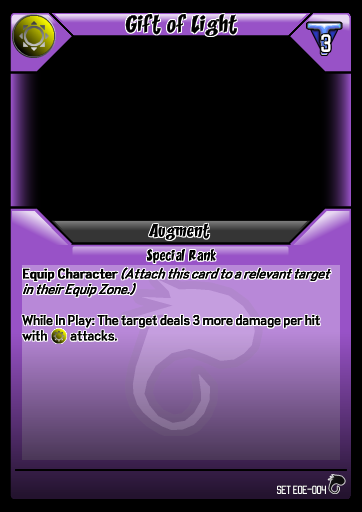 Gift of Light
3
Augment
Special Rank
Equip Character (Attach this card to a relevant target
in their Equip Zone.)
While In Play: The target deals 3 more damage per hit
with attacks.
SET EOE-004